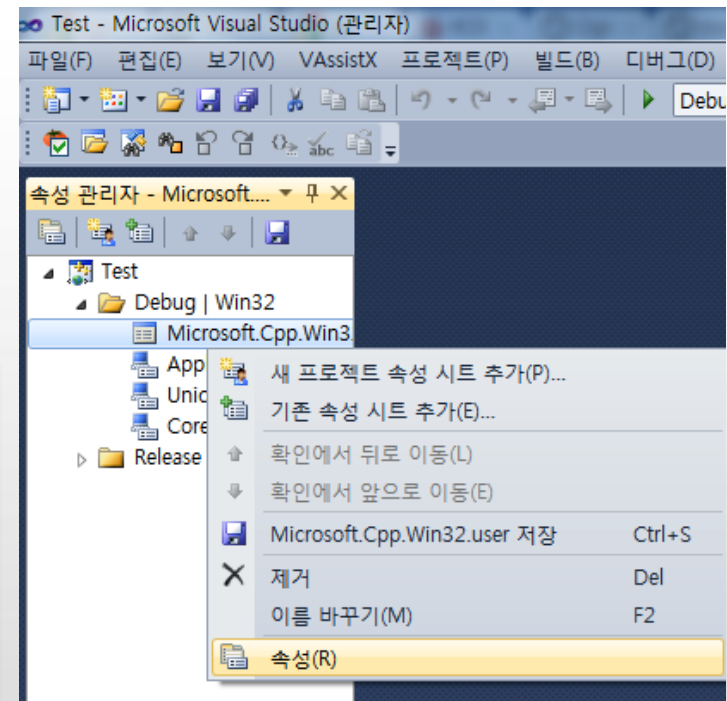 Test - Microsoft Visual Studio (관리자)
파일(F) 편집(E) 보기(V) VAssistX 프로젝트(P) 빌드(B) 디버그(D)
Debu
속성 관리자 - Microsoft....
Test
Debug | Win32
Microsoft.Cpp.Win3
App
Unic
Core
Release
새 프로젝트 속성 시트 추가(P)...
기존 속성 시트 추가(E)...
확인에서 뒤로 이동(L)
확인에서 앞으로 이동(E)
Microsoft.Cpp.Win32.user 저장 Ctrl+S
제거 Del
이름 바꾸기(M) F2
속성(R)